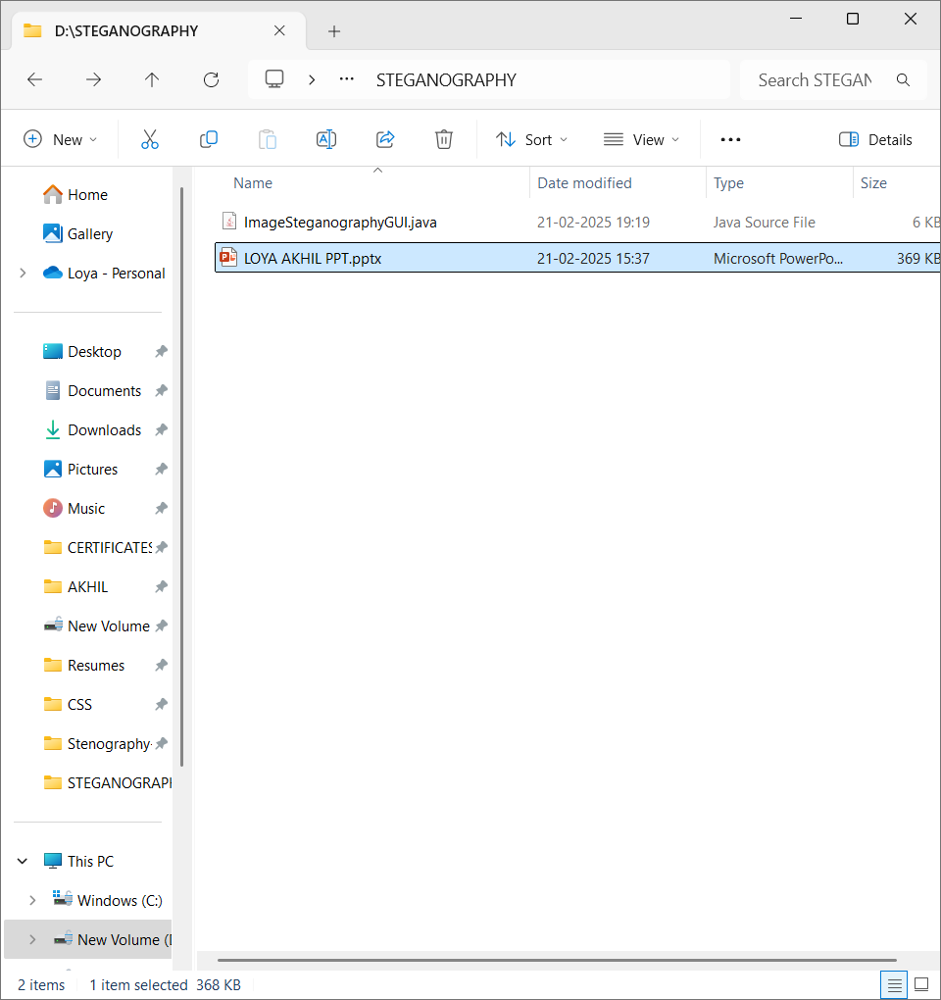 D:\STEGANOGRAPHY
STEGANOGRAPHY
Search STEGAN
New
Sort
View
Details
Name Date modified Type Size
ImageSteganographyGUI.java 21-02-2025 19:19 Java Source File 6 KB
LOYA AKHIL PPT.pptx 21-02-2025 15:37 Microsoft PowerPo... 369 KB
Home
Gallery
Loya - Personal
Desktop
Documents
Downloads
Pictures
Music
CERTIFICATES
AKHIL
New Volume
Resumes
CSS
Stenography-
STEGANOGRAPH
This PC
Windows (C:)
New Volume (D
2 items 1 item selected 368 KB